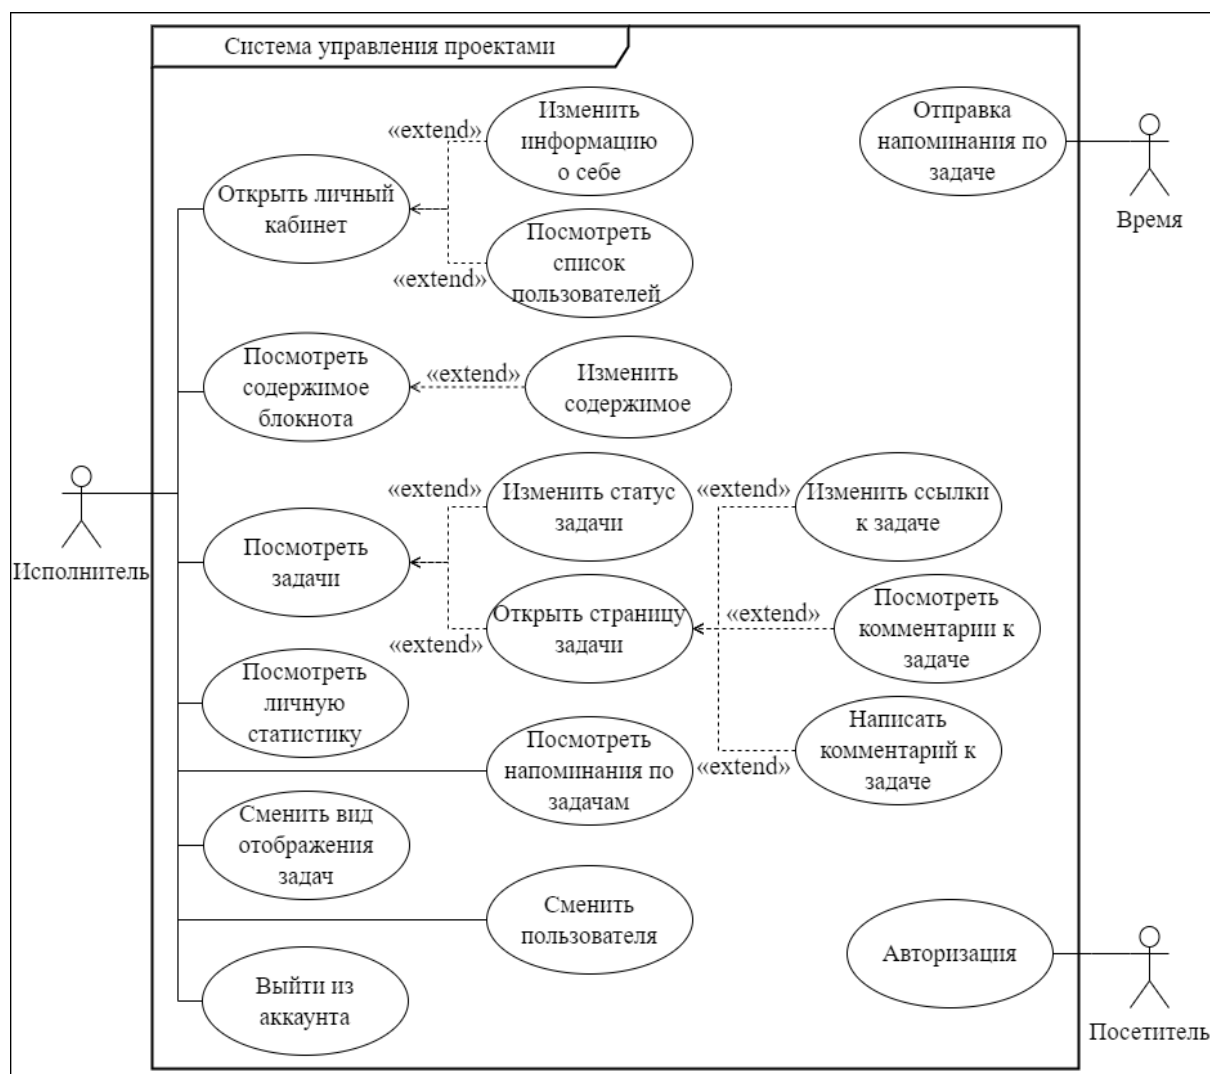 Система управления проектами
«extend»
Изменить
информацию
о себе
Отправка
напоминания по
задаче
Время
Открыть личный
кабинет
«extend»
Посмотреть
список
пользователей
Посмотреть
содержимое
блокнота
«extend»
Изменить
содержимое
Исполнитель
«extend»
Изменить статус
задачи
«extend»
Изменить ссылки
к задаче
Посмотреть
задачи
«extend»
Открыть страницу
задачи
«extend»
Посмотреть
комментарии к
задаче
Посмотреть
личную
статистику
Посмотреть
напоминания по
задачам
«extend»
Написать
комментарий к
задаче
Сменить вид
отображения
задач
Сменить
пользователя
Авторизация
Посетитель
Выйти из
аккаунта